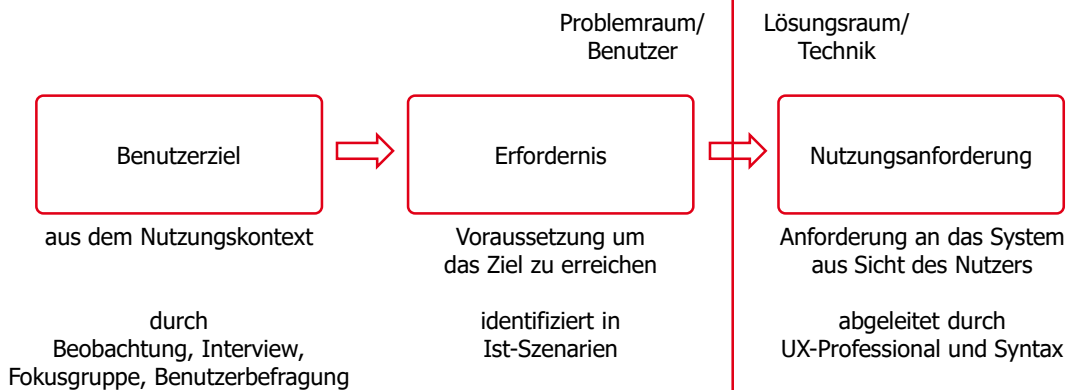 Problemraum/
Benutzer
Lösungsraum/
Technik
Benutzerziel
Erfordernis
Nutzungsanforderung
aus dem Nutzungskontext
Voraussetzung um
das Ziel zu erreichen
Anforderung an das System
aus Sicht des Nutzers
durch
Beobachtung, Interview,
Fokusgruppe, Benutzerbefragung
identifiziert in
Ist-Szenarien
abgeleitet durch
UX-Professional und Syntax